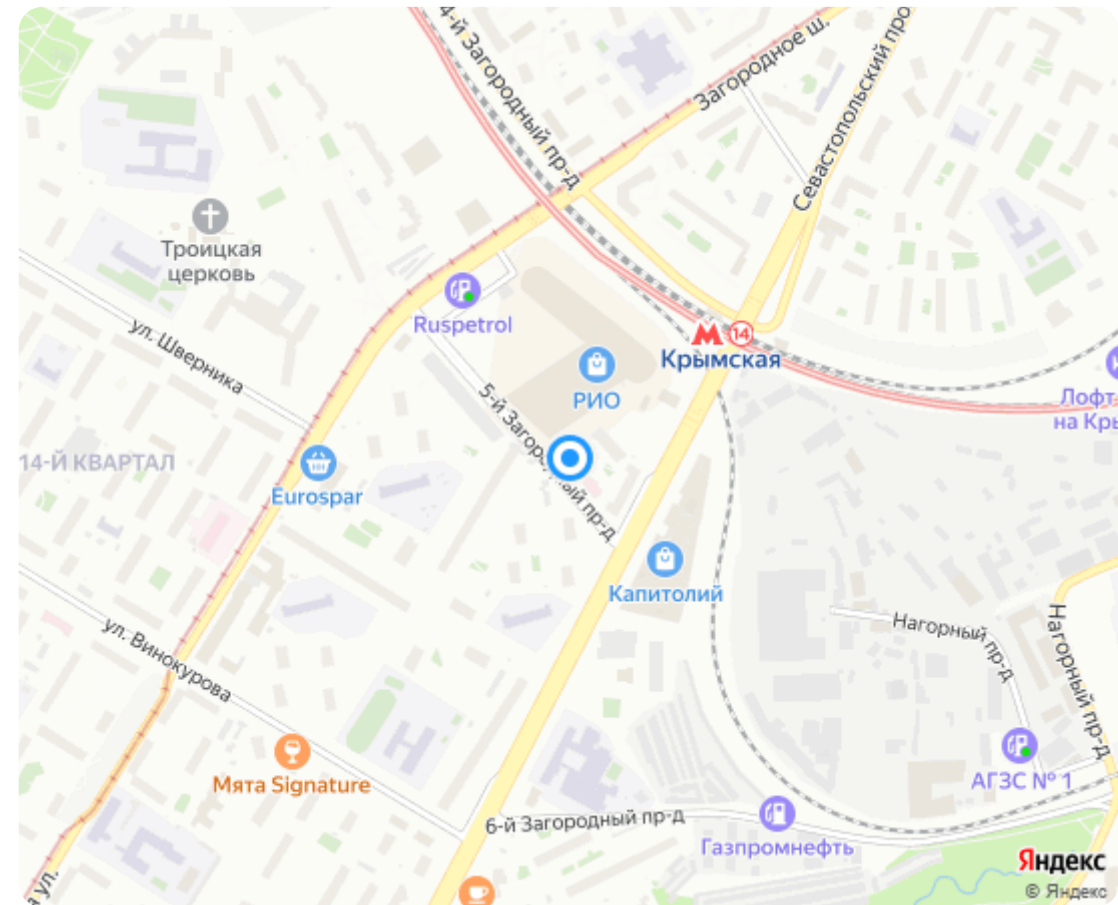 4-й Загородный пр-д
Загородное ш.
Севастопольский про
Троицкая
церковь
Ruspetrol
ул. Шверника
14
Крымская
РИО
Лофт
на Кры
5-й Загородный пр-д
14-Й КВАРТАЛ
Eurospar
Капитолий
Нагорный пр-д
Нагорный пр-д
ул. Винокурова
Мята Signature
АГЗС № 1
6-й Загородный пр-д
Газпромнефть
Яндекс
© Яндекс
я ул.